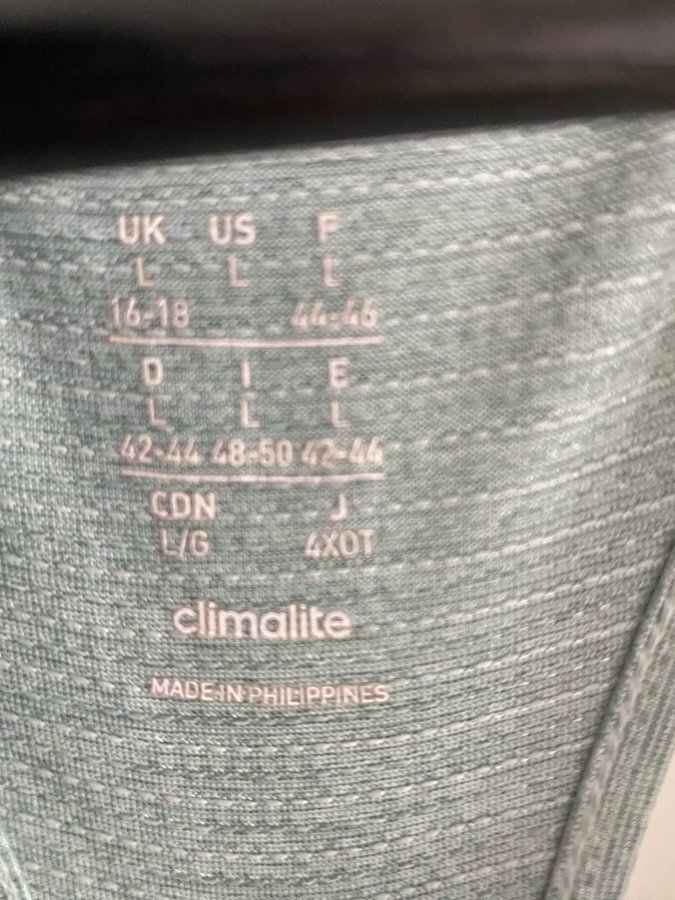 UK US F
L L L
16-18 44-46
D I E
L L L
42-44 48-50 42-44
CDN J
L/G 4XOT
climalite
MADE IN PHILIPPINES